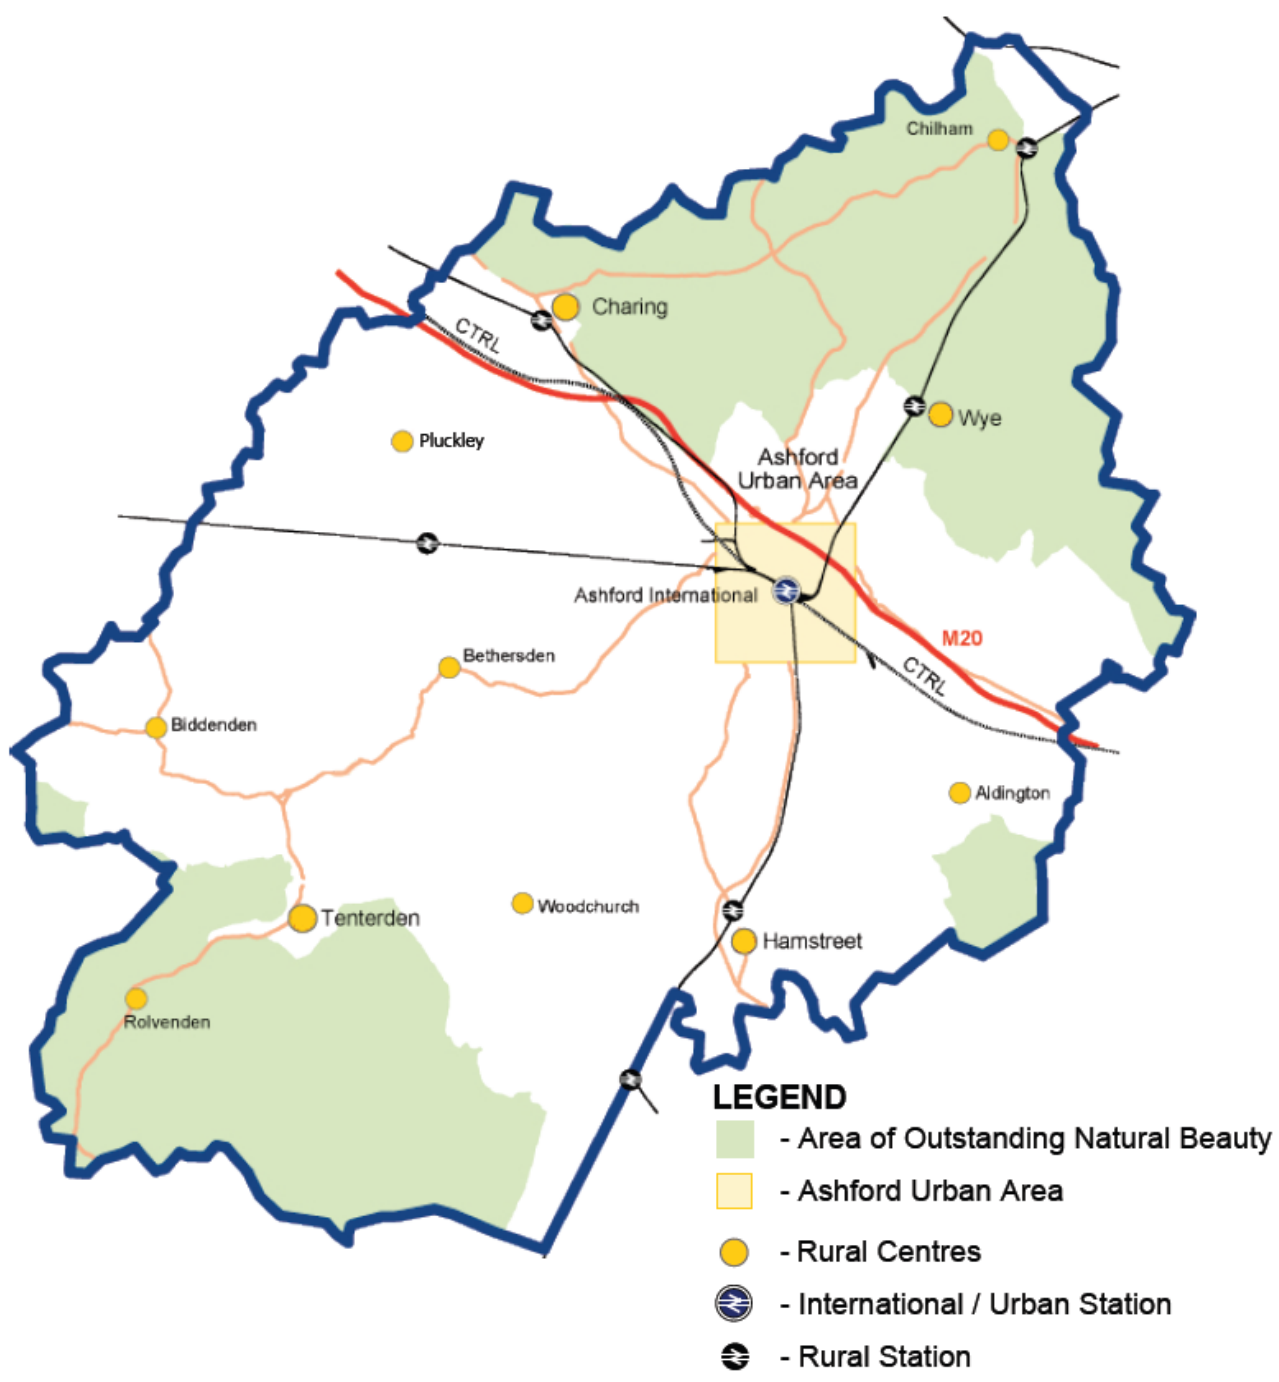 Chilham
Charing
CTRL
Wye
Pluckley
Ashford
Urban Area
Ashford International
M20
CTRL
Bethersden
Biddenden
Aldington
Woodchurch
Tenterden
Hamstreet
Rolvenden
LEGEND
- Area of Outstanding Natural Beauty
- Ashford Urban Area
- Rural Centres
- International / Urban Station
- Rural Station